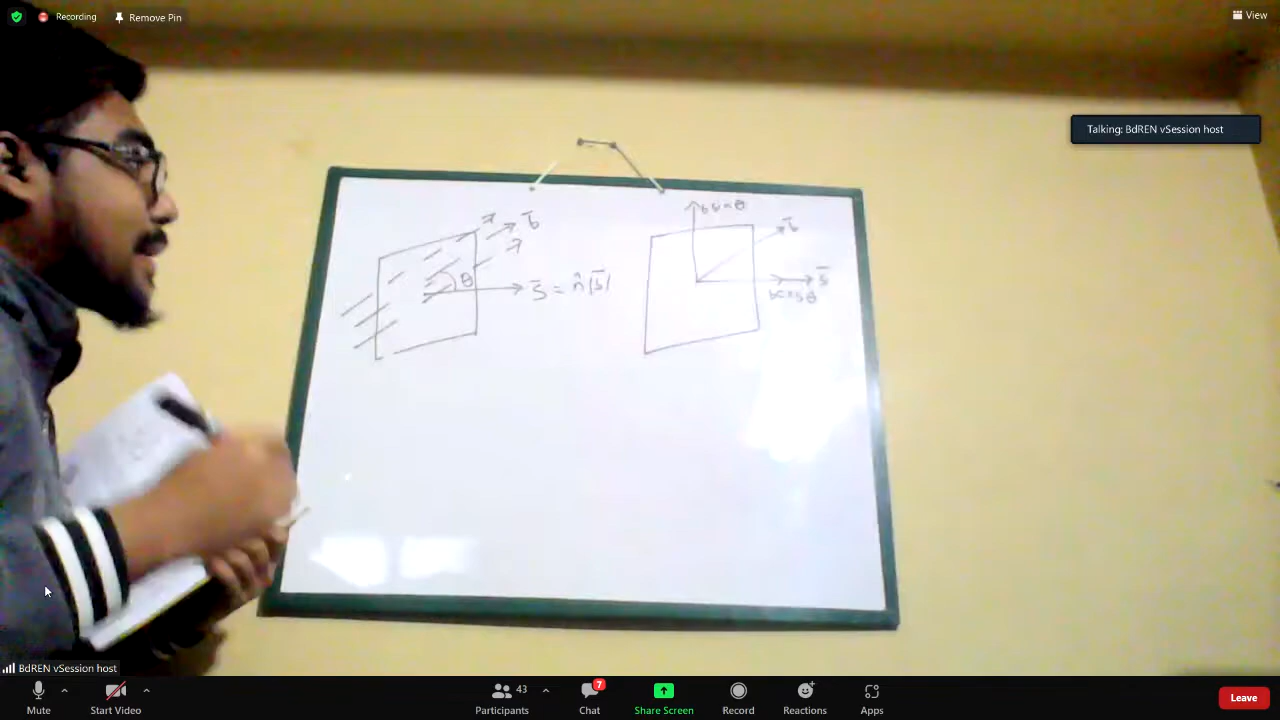 Recording
Remove Pin
View
Talking: BdREN vSession host
b
θ
S = n̂|S|
b
S
BdREN vSession host
Mute
Start Video
43
Participants
7
Chat
Share Screen
Record
Reactions
Apps
Leave